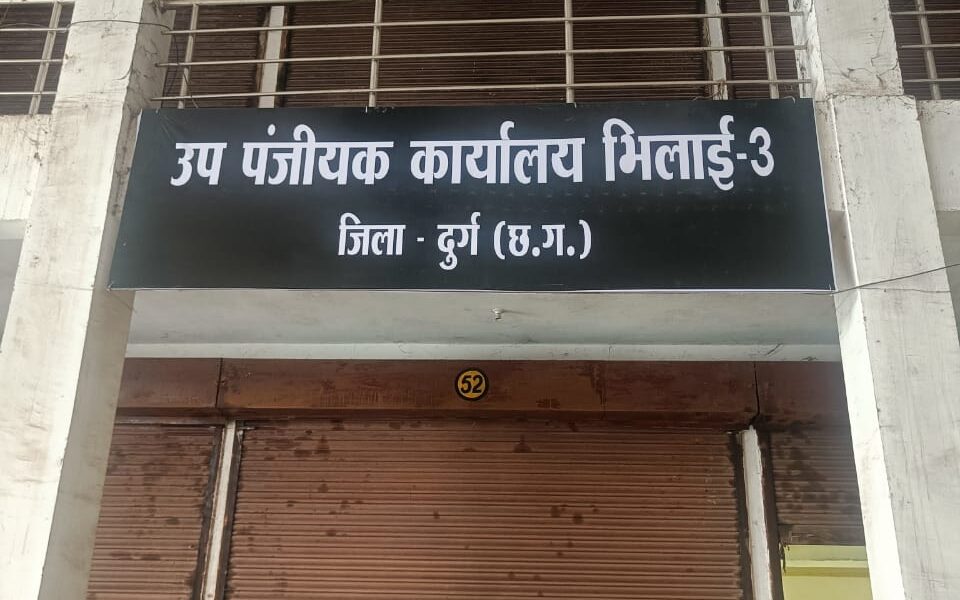 उप पंजीयक कार्यालय भिलाई-3
जिला - दुर्ग (छ.ग.)
52